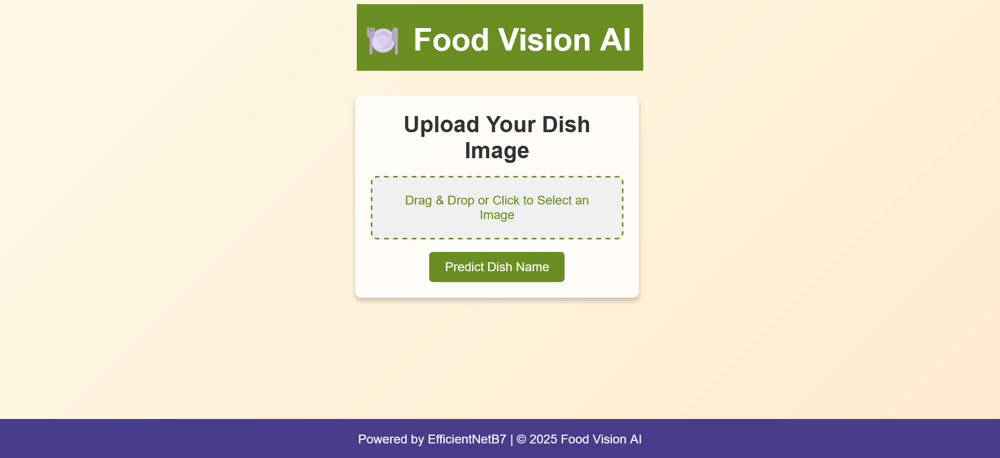 Food Vision AI
Upload Your Dish
Image
Drag & Drop or Click to Select an
Image
Predict Dish Name
Powered by EfficientNetB7 | © 2025 Food Vision AI